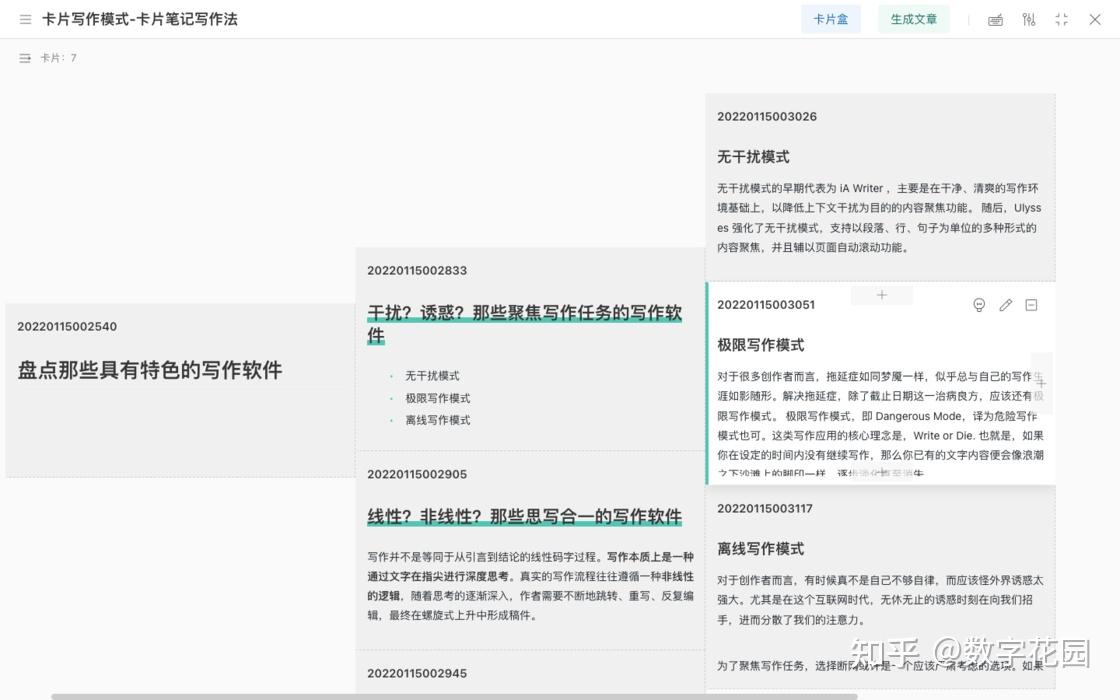 卡片写作模式-卡片笔记写作法
卡片盒
生成文章
卡片：7
20220115002540
盘点那些具有特色的写作软件
20220115002833
干扰？诱惑？那些聚焦写作任务的写作软
件
无干扰模式
极限写作模式
离线写作模式
20220115002905
线性？非线性？那些思写合一的写作软件
写作并不是等同于从引言到结论的线性码字过程。写作本质上是一种
通过文字在指尖进行深度思考。真实的写作流程往往遵循一种非线性
的逻辑，随着思考的逐渐深入，作者需要不断地跳转、重写、反复编
辑，最终在螺旋式上升中形成稿件。
20220115002945
20220115003026
无干扰模式
无干扰模式的早期代表为 iA Writer ，主要是在干净、清爽的写作环
境基础上，以降低上下文干扰为目的的内容聚焦功能。 随后，Ulyss
es 强化了无干扰模式，支持以段落、行、句子为单位的多种形式的
内容聚焦，并且辅以页面自动滚动功能。
20220115003051
极限写作模式
对于很多创作者而言，拖延症如同梦魇一样，似乎总与自己的写作生
涯如影随形。解决拖延症，除了截止日期这一治病良方，应该还有极
限写作模式。 极限写作模式，即 Dangerous Mode，译为危险写作
模式也可。这类写作应用的核心理念是，Write or Die. 也就是，如果
你在设定的时间内没有继续写作，那么你已有的文字内容便会像浪潮
之下沙滩上的脚印一样，逐步淡化直至消失
20220115003117
离线写作模式
对于创作者而言，有时候真不是自己不够自律，而应该怪外界诱惑太
强大。尤其是在这个互联网时代，无休无止的诱惑时刻在向我们招
手，进而分散了我们的注意力。
为了聚焦写作任务，选择断网或许是一个应该严肃考虑的选项。如果
知乎 @数字花园